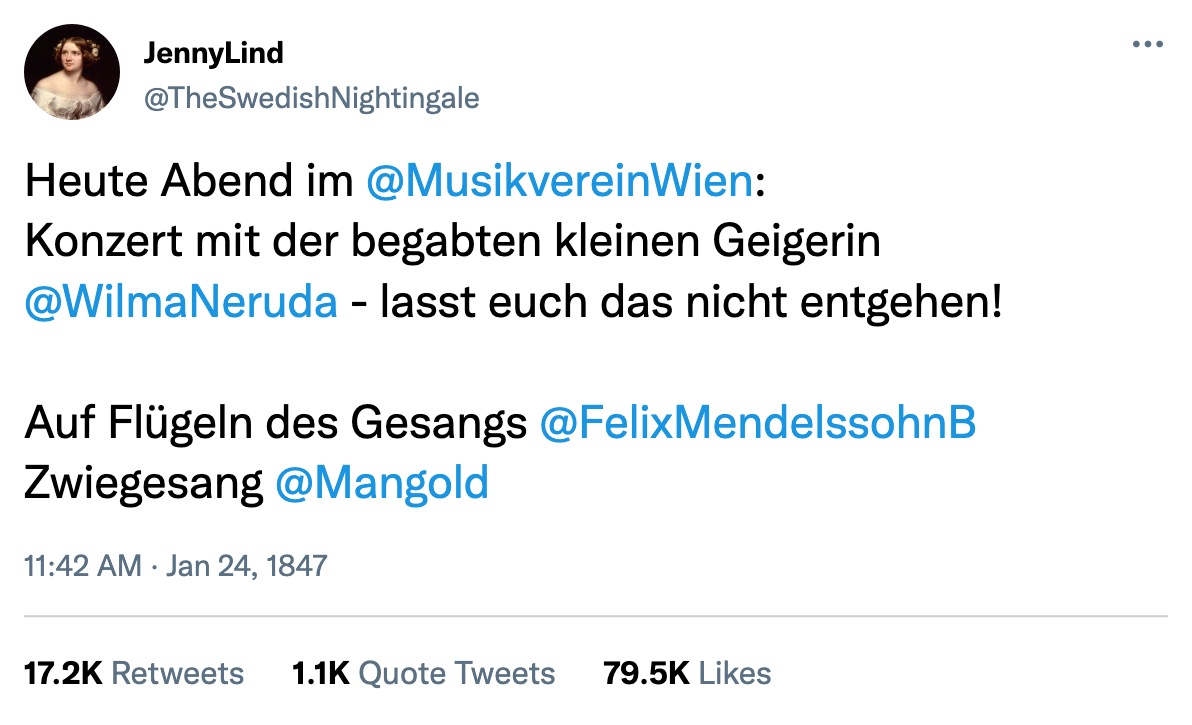 JennyLind
@TheSwedishNightingale
Heute Abend im @MusikvereinWien:
Konzert mit der begabten kleinen Geigerin
@WilmaNeruda - lasst euch das nicht entgehen!
Auf Flügeln des Gesangs @FelixMendelssohnB
Zwiegesang @Mangold
11:42 AM · Jan 24, 1847
17.2K Retweets 1.1K Quote Tweets 79.5K Likes